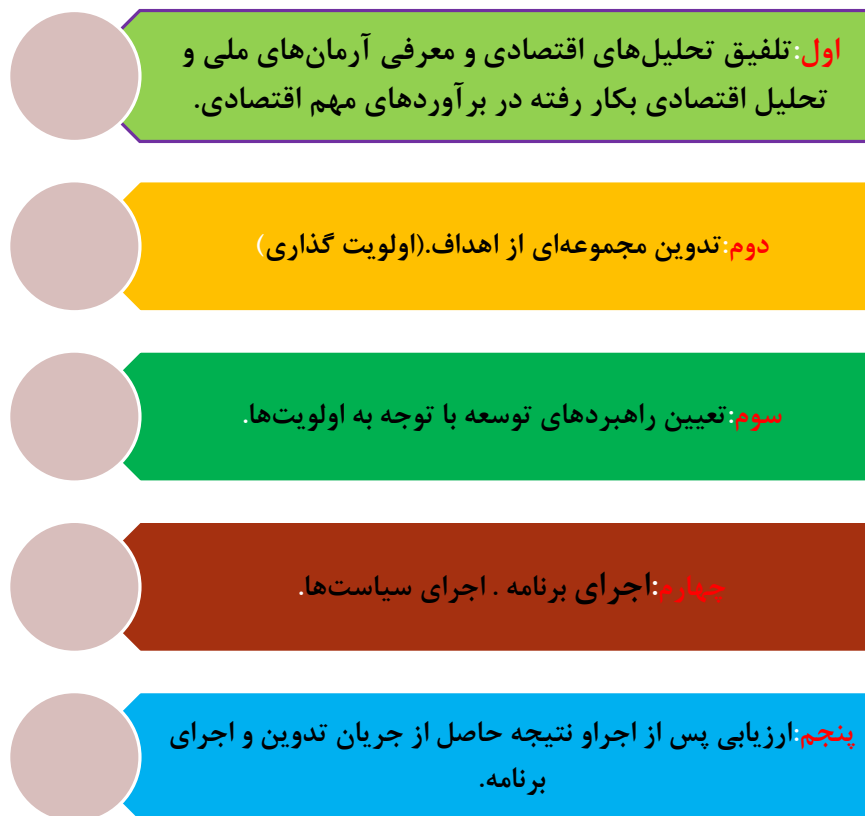 اول:تلفیق تحلیل‌های اقتصادی و معرفی آرمان‌های ملی و
تحلیل اقتصادی بکار رفته در برآوردهای مهم اقتصادی.
دوم:تدوین مجموعه‌ای از اهداف.(اولویت گذاری)
سوم:تعیین راهبردهای توسعه با توجه به اولویت‌ها.
چهارم:اجرای برنامه . اجرای سیاست‌ها.
پنجم:ارزیابی پس از اجراو نتیجه حاصل از جریان تدوین و اجرای
برنامه.